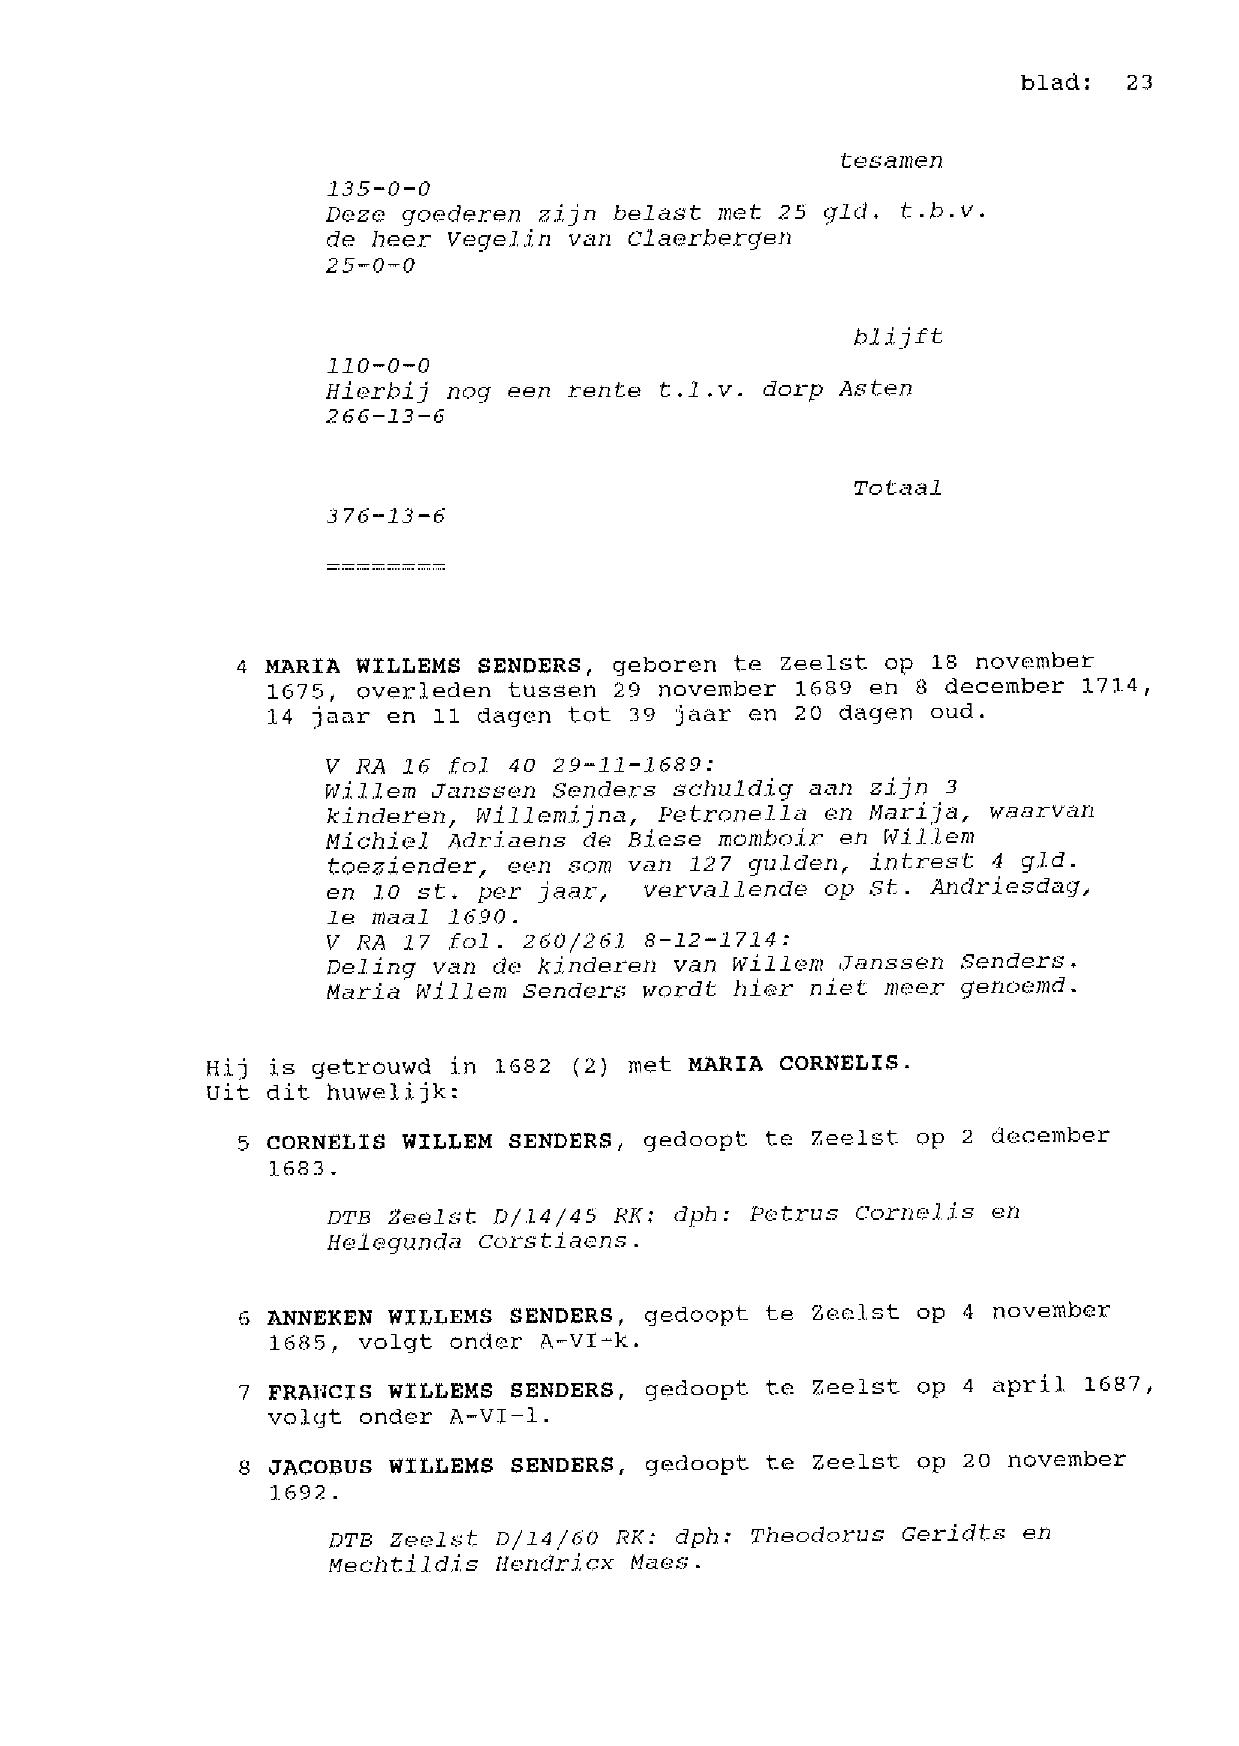 blad: 23
tesamen
135-0-0
Deze goederen zijn belast met 25 gld. t.b.v.
de heer Vegelin van Claerbergen
25-0-0
blijft
110-0-0
Hierbij nog een rente t.l.v. dorp Asten
266-13-6
Totaal
376-13-6
========
4 MARIA WILLEMS SENDERS, geboren te Zeelst op 18 november
1675, overleden tussen 29 november 1689 en 8 december 1714,
14 jaar en 11 dagen tot 39 jaar en 20 dagen oud.
V RA 16 fol 40 29-11-1689:
Willem Janssen Senders schuldig aan zijn 3
kinderen, Willemijna, Petronella en Marija, waarvan
Michiel Adriaens de Biese momboir en Willem
toeziender, een som van 127 gulden, intrest 4 gld.
en 10 st. per jaar, vervallende op St. Andriesdag,
1e maal 1690.
V RA 17 fol. 260/261 8-12-1714:
Deling van de kinderen van Willem Janssen Senders.
Maria Willem Senders wordt hier niet meer genoemd.
Hij is getrouwd in 1682 (2) met MARIA CORNELIS.
Uit dit huwelijk:
5 CORNELIS WILLEM SENDERS, gedoopt te Zeelst op 2 december
1683.
DTB Zeelst D/14/45 RK: dph: Petrus Cornelis en
Helegunda Corstiaens.
6 ANNEKEN WILLEMS SENDERS, gedoopt te Zeelst op 4 november
1685, volgt onder A-VI-k.
7 FRANCIS WILLEMS SENDERS, gedoopt te Zeelst op 4 april 1687,
volgt onder A-VI-l.
8 JACOBUS WILLEMS SENDERS, gedoopt te Zeelst op 20 november
1692.
DTB Zeelst D/14/60 RK: dph: Theodorus Geridts en
Mechtildis Hendricx Maes.